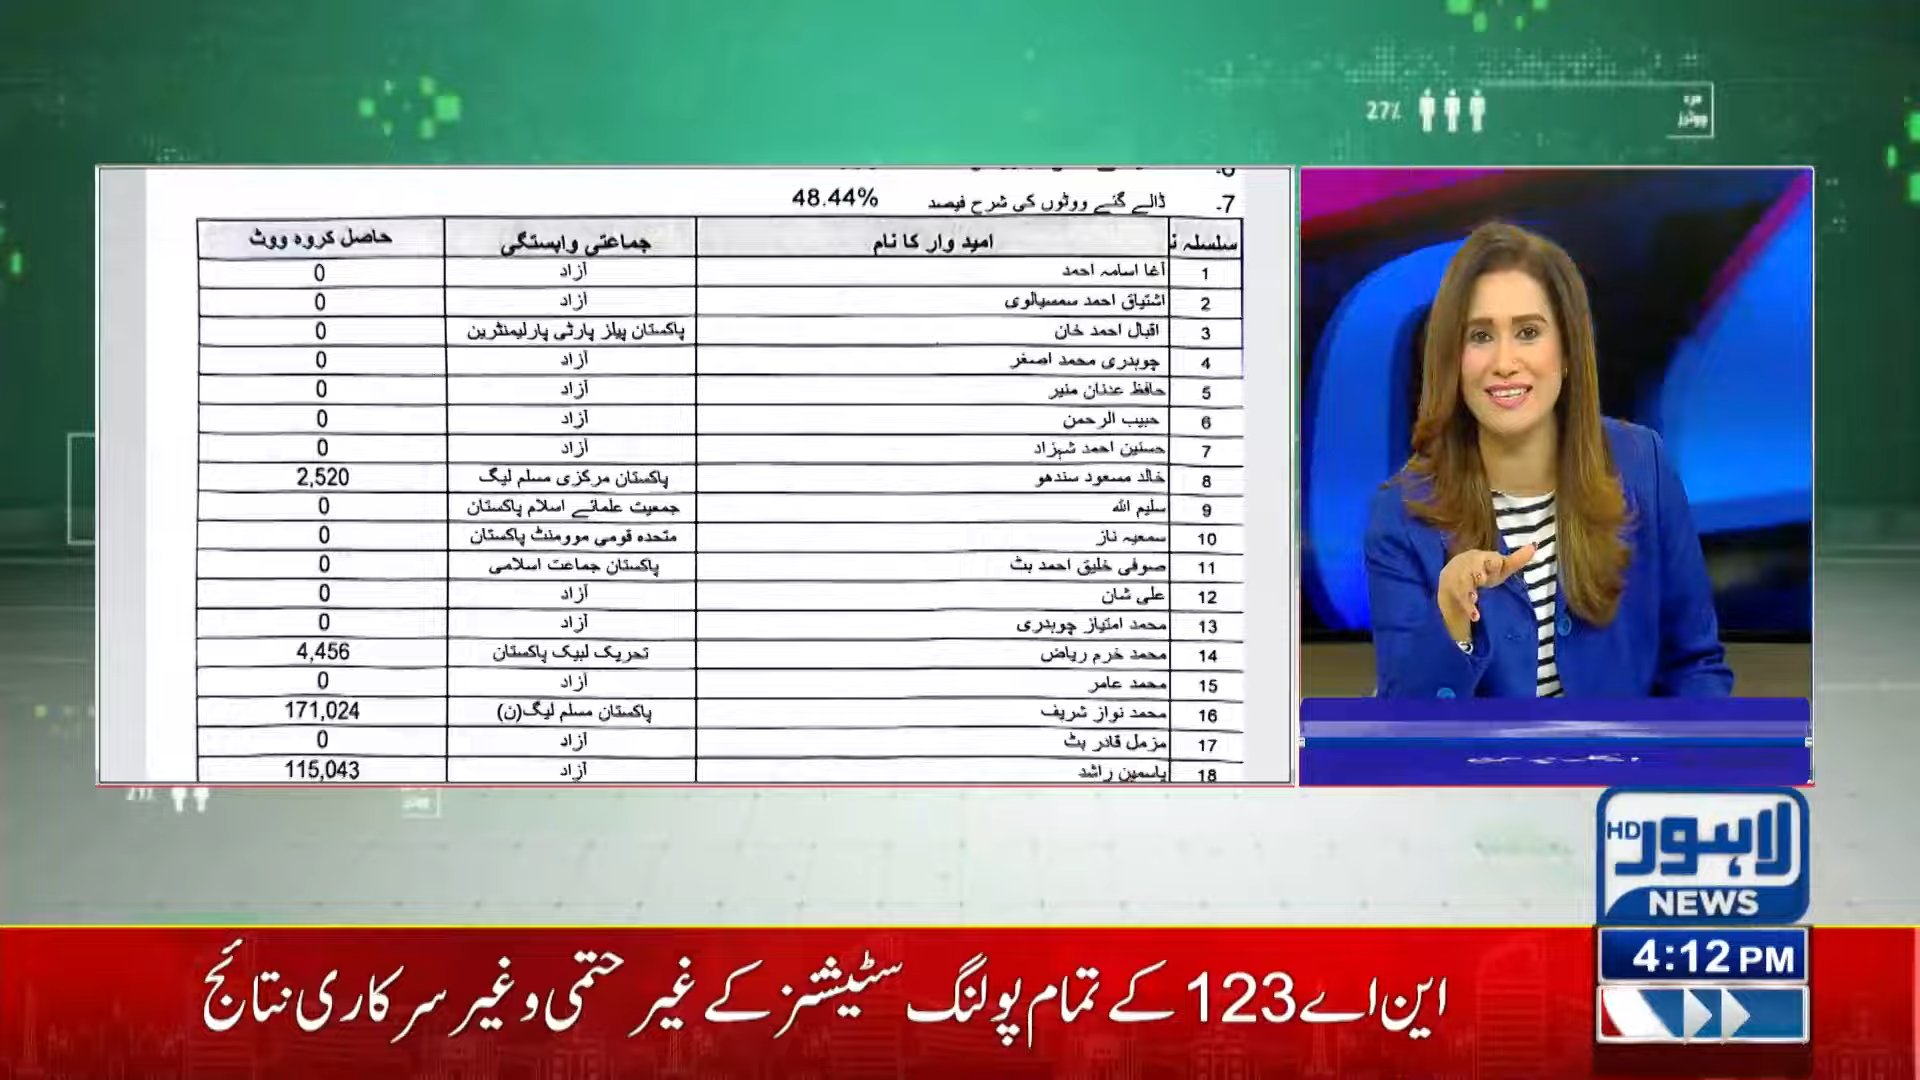 27%
مرد
ووٹرز
7- ڈالے گئے ووٹوں کی شرح فیصد 48.44%
سلسلہ امیدوار کا نام جماعتی وابستگی حاصل کردہ ووٹ
1 آغا اسامہ احمد آزاد 0
2 اشتیاق احمد سمسیالوی آزاد 0
3 اقبال احمد خان پاکستان پیپلز پارٹی پارلیمنٹرین 0
4 چوہدری محمد اصغر آزاد 0
5 حافظ عدنان منیر آزاد 0
6 حبیب الرحمن آزاد 0
7 حسنین احمد شہزاد آزاد 0
8 خالد مسعود سندھو پاکستان مرکزی مسلم لیگ 2,520
9 سلیم اللہ جمعیت علمائے اسلام پاکستان 0
10 سمعیہ ناز متحدہ قومی موومنٹ پاکستان 0
11 صوفی خلیق احمد بٹ پاکستان جماعت اسلامی 0
12 علی شان آزاد 0
13 محمد امتیاز چوہدری آزاد 0
14 محمد خرم ریاض تحریک لبیک پاکستان 4,456
15 محمد عامر آزاد 0
16 محمد نواز شریف پاکستان مسلم لیگ(ن) 171,024
17 مزمل قادر بٹ آزاد 0
18 یاسمین راشد آزاد 115,043
لاہور HD
NEWS
4:12 PM
این اے 123 کے تمام پولنگ سٹیشنز کے غیر حتمی و غیر سرکاری نتائج